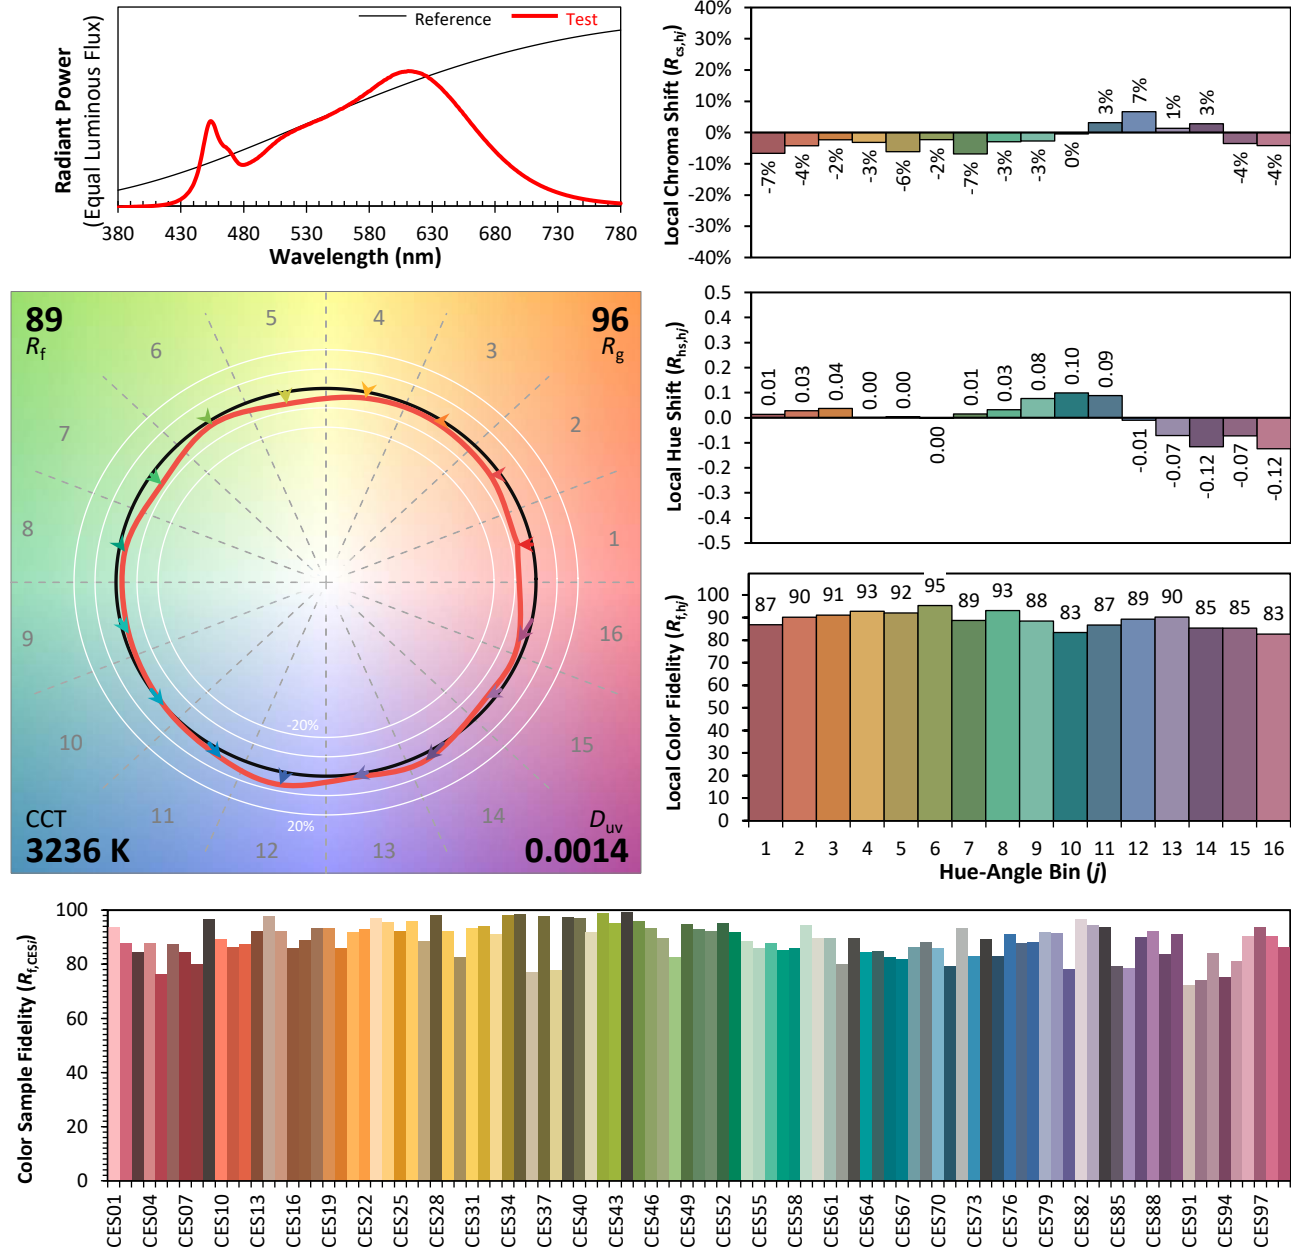 Reference
Test
Radiant Power
(Equal Luminous Flux)
380 430 480 530 580 630 680 730 780
Wavelength (nm)
Local Chroma Shift (Rcs,hj)
40%
30%
20%
10%
0%
-10%
-20%
-30%
-40%
-7% -4% -2% -3% -6% -2% -7% -3% -3% 0% 3% 7% 1% 3% -4% -4%
89
Rf
96
Rg
1
2
3
4
5
6
7
8
9
10
11
12
13
14
15
16
-20%
20%
CCT
3236 K
Duv
0.0014
Local Hue Shift (Rhs,hj)
0.5
0.4
0.3
0.2
0.1
0.0
-0.1
-0.2
-0.3
-0.4
-0.5
0.01 0.03 0.04 0.00 0.00 0.00 0.01 0.03 0.08 0.10 0.09 -0.01 -0.07 -0.12 -0.07 -0.12
Local Color Fidelity (Rf,hj)
100
90
80
70
60
50
40
30
20
10
0
87 90 91 93 92 95 89 93 88 83 87 89 90 85 85 83
1 2 3 4 5 6 7 8 9 10 11 12 13 14 15 16
Hue-Angle Bin (j)
Color Sample Fidelity (Rf,CESi)
100
80
60
40
20
0
CES01 CES04 CES07 CES10 CES13 CES16 CES19 CES22 CES25 CES28 CES31 CES34 CES37 CES40 CES43 CES46 CES49 CES52 CES55 CES58 CES61 CES64 CES67 CES70 CES73 CES76 CES79 CES82 CES85 CES88 CES91 CES94 CES97